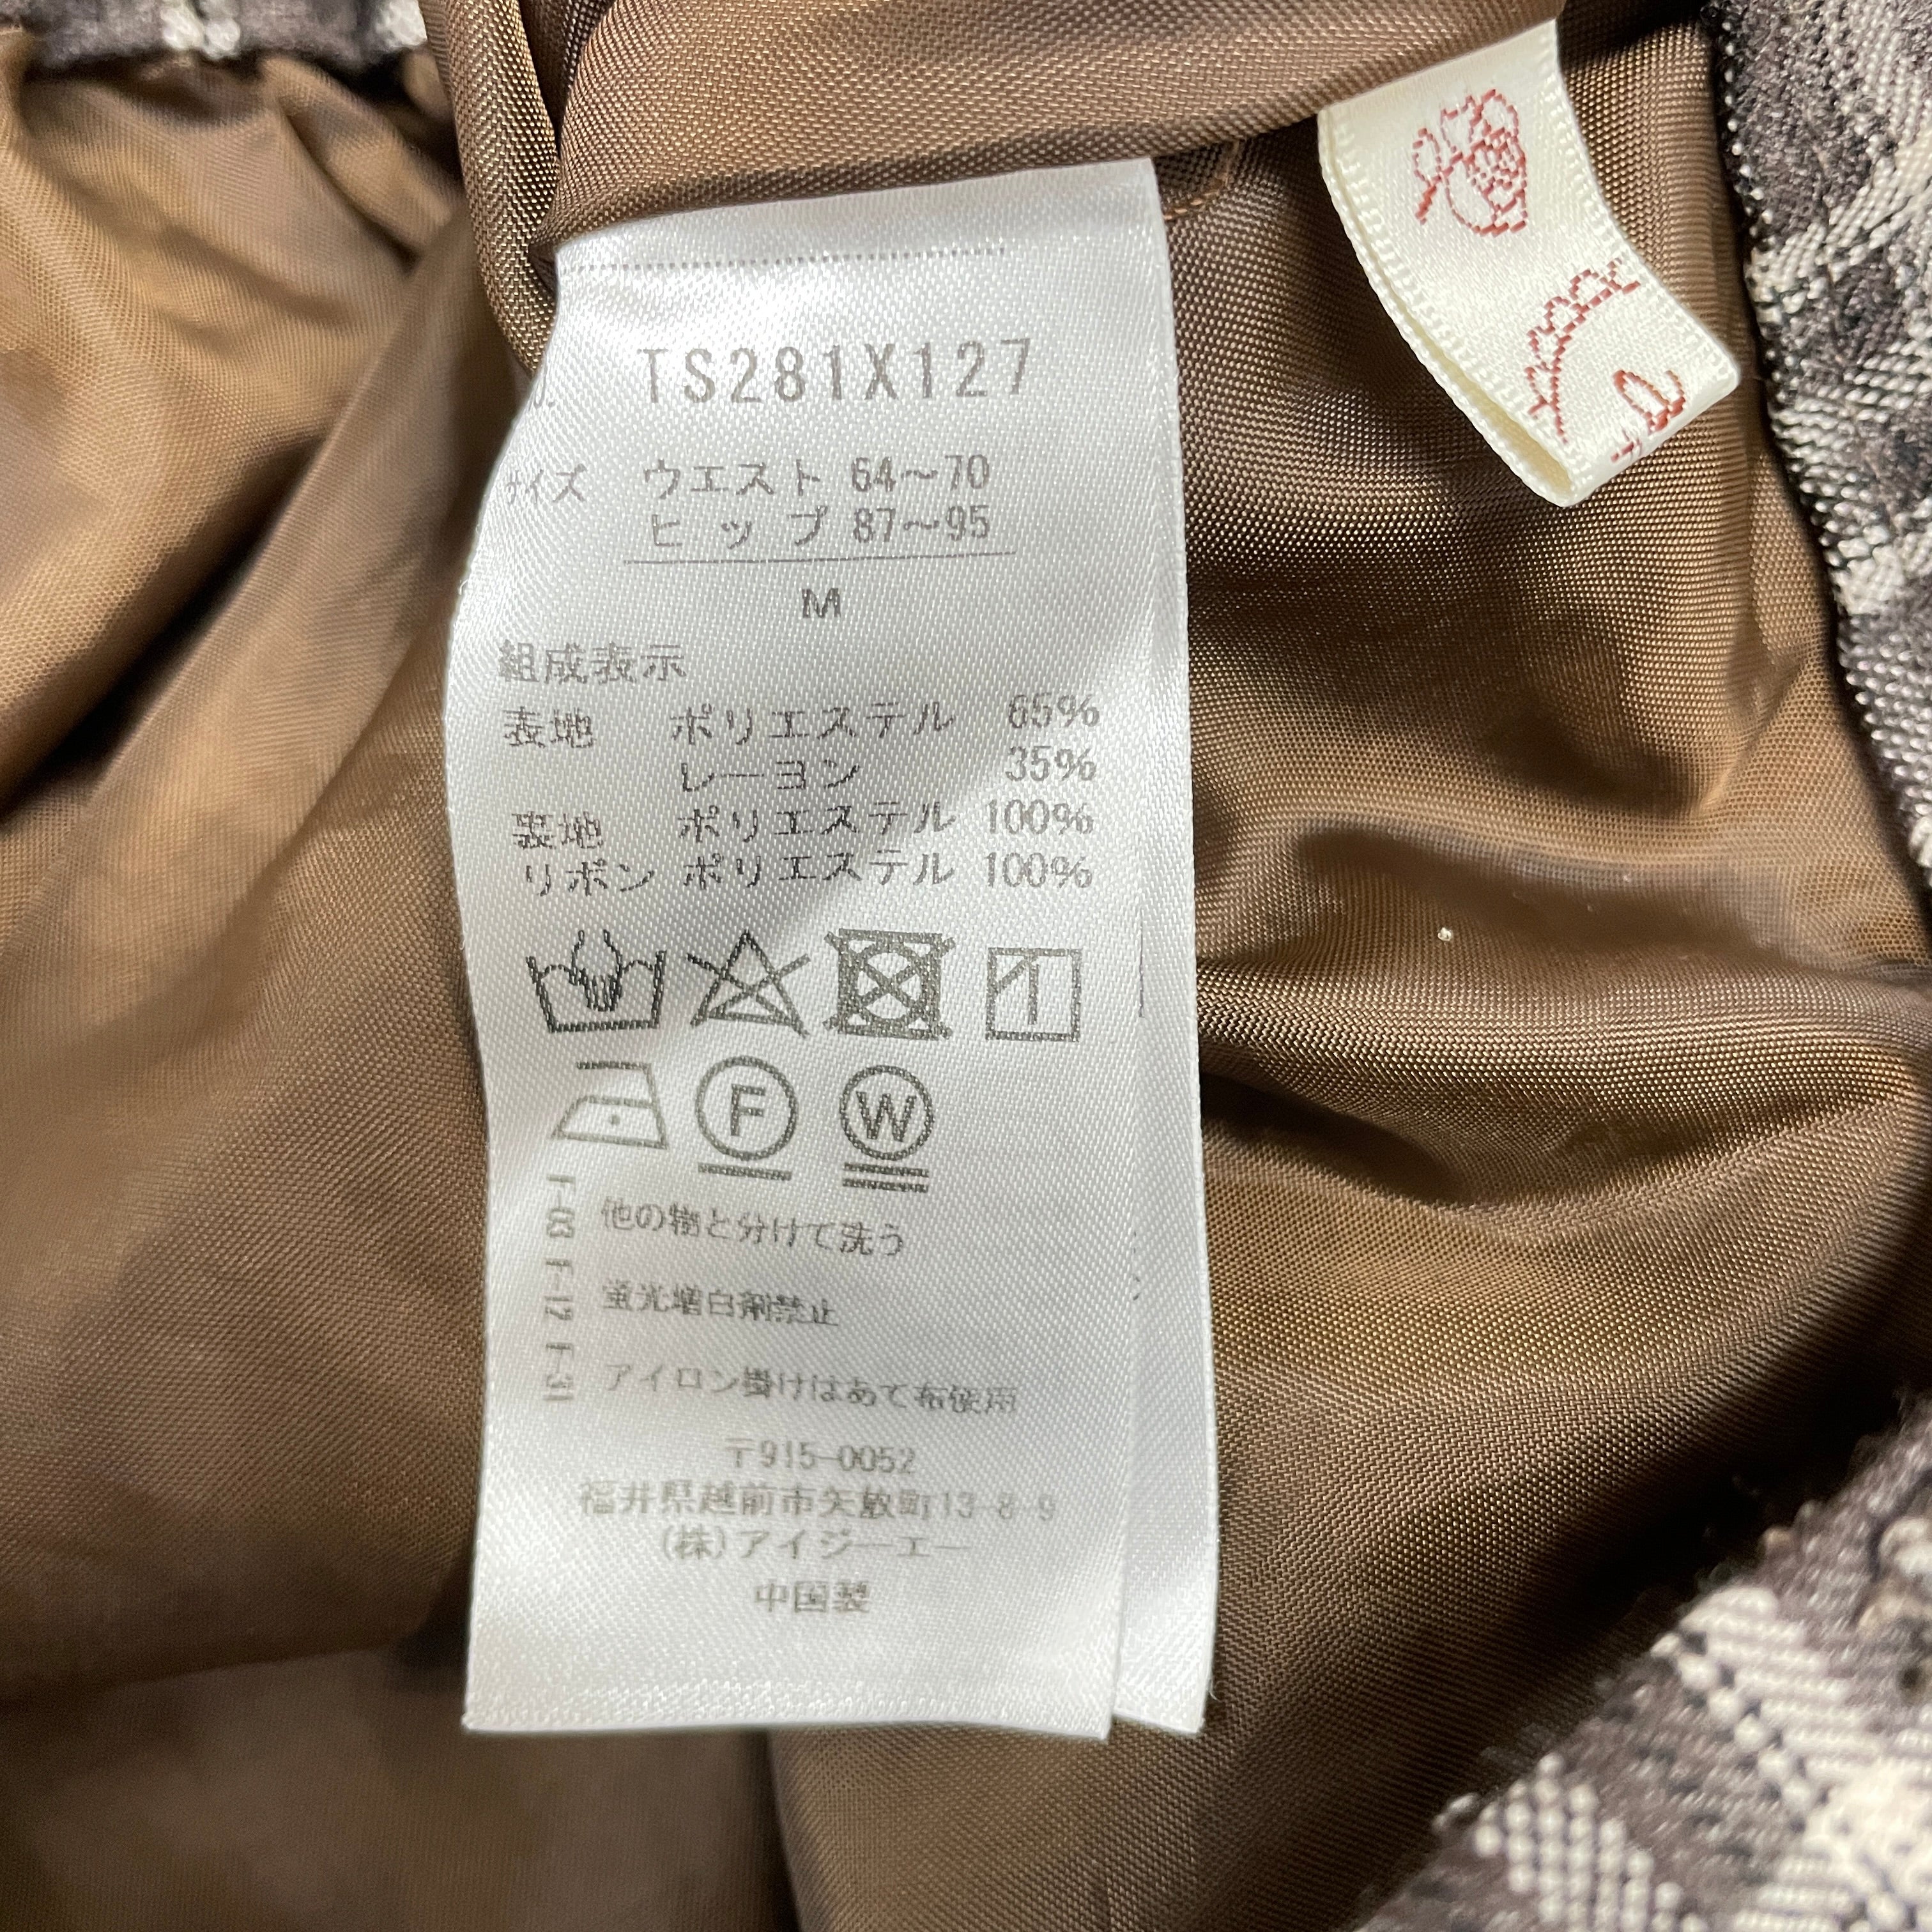 TS281X127
サイズ ウエスト 64～70
ヒップ 87～95
M
組成表示
表地 ポリエステル 65%
レーヨン 35%
裏地 ポリエステル 100%
リボン ポリエステル 100%
F
W
F-03 F-12 F-31
他の物と分けて洗う
蛍光増白剤禁止
アイロン掛けはあて布使用
〒915-0052
福井県越前市矢放町13-8-9
(株)アイジーエー
中国製